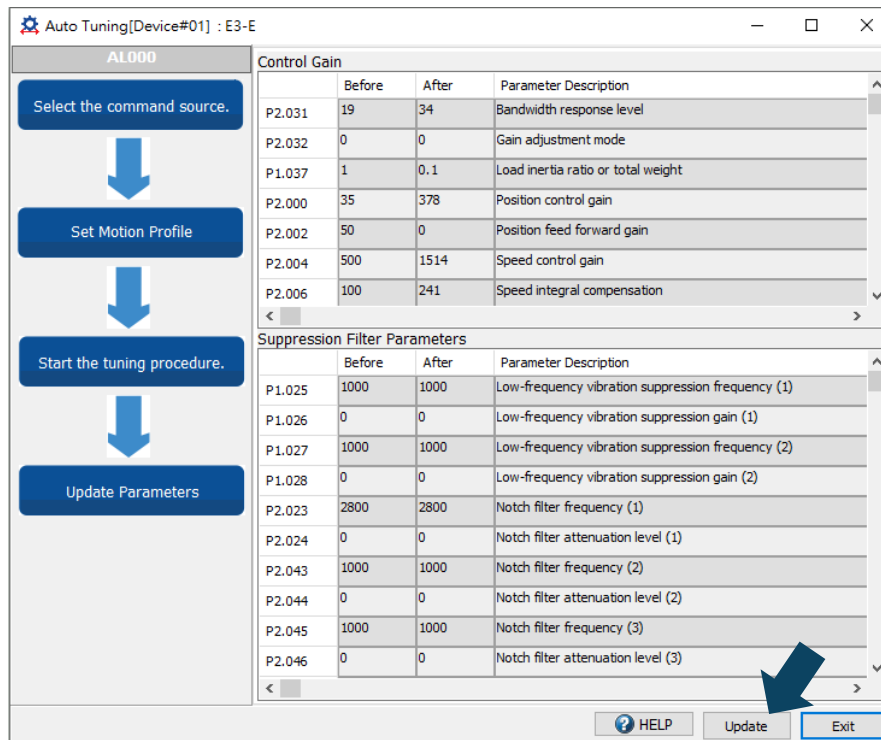 Auto Tuning[Device#01] : E3-E
AL000
Select the command source.
Set Motion Profile
Start the tuning procedure.
Update Parameters
Control Gain
Before After Parameter Description
P2.031 19 34 Bandwidth response level
P2.032 0 0 Gain adjustment mode
P1.037 1 0.1 Load inertia ratio or total weight
P2.000 35 378 Position control gain
P2.002 50 0 Position feed forward gain
P2.004 500 1514 Speed control gain
P2.006 100 241 Speed integral compensation
Suppression Filter Parameters
Before After Parameter Description
P1.025 1000 1000 Low-frequency vibration suppression frequency (1)
P1.026 0 0 Low-frequency vibration suppression gain (1)
P1.027 1000 1000 Low-frequency vibration suppression frequency (2)
P1.028 0 0 Low-frequency vibration suppression gain (2)
P2.023 2800 2800 Notch filter frequency (1)
P2.024 0 0 Notch filter attenuation level (1)
P2.043 1000 1000 Notch filter frequency (2)
P2.044 0 0 Notch filter attenuation level (2)
P2.045 1000 1000 Notch filter frequency (3)
P2.046 0 0 Notch filter attenuation level (3)
? HELP Update Exit